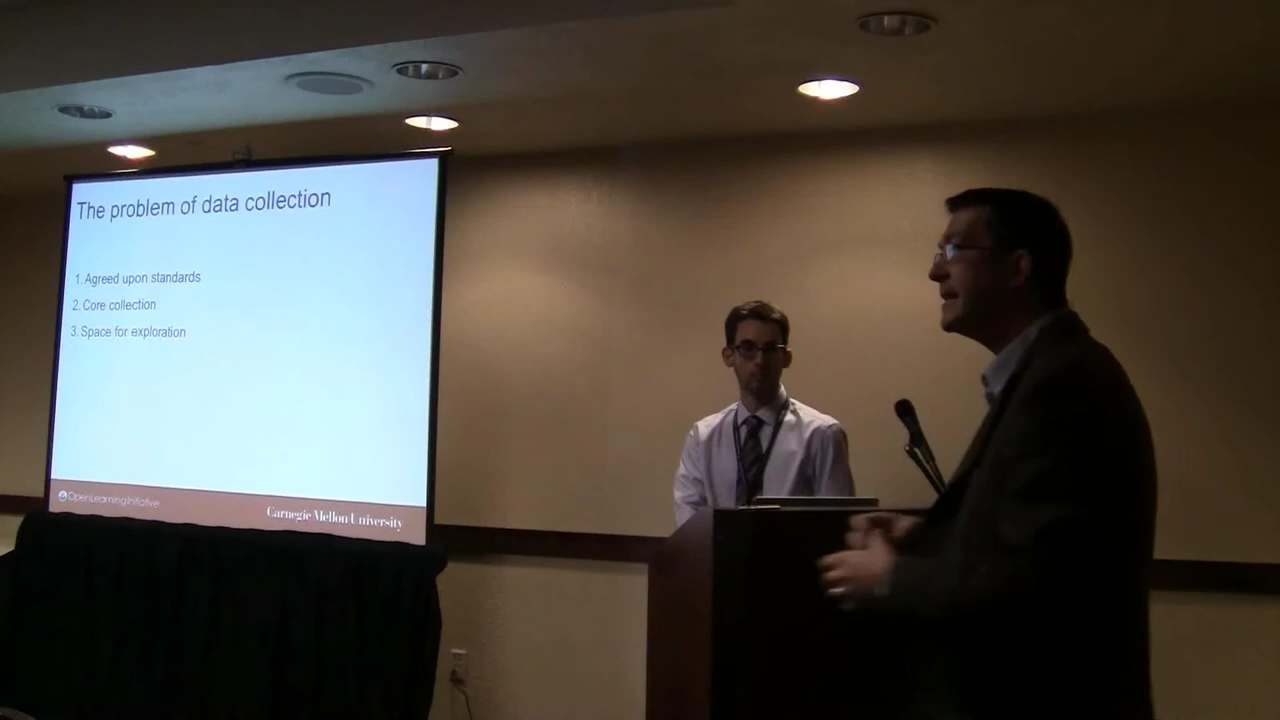 The problem of data collection
1. Agreed upon standards
2. Core collection
3. Space for exploration
OpenLearningInitiative
Carnegie Mellon University